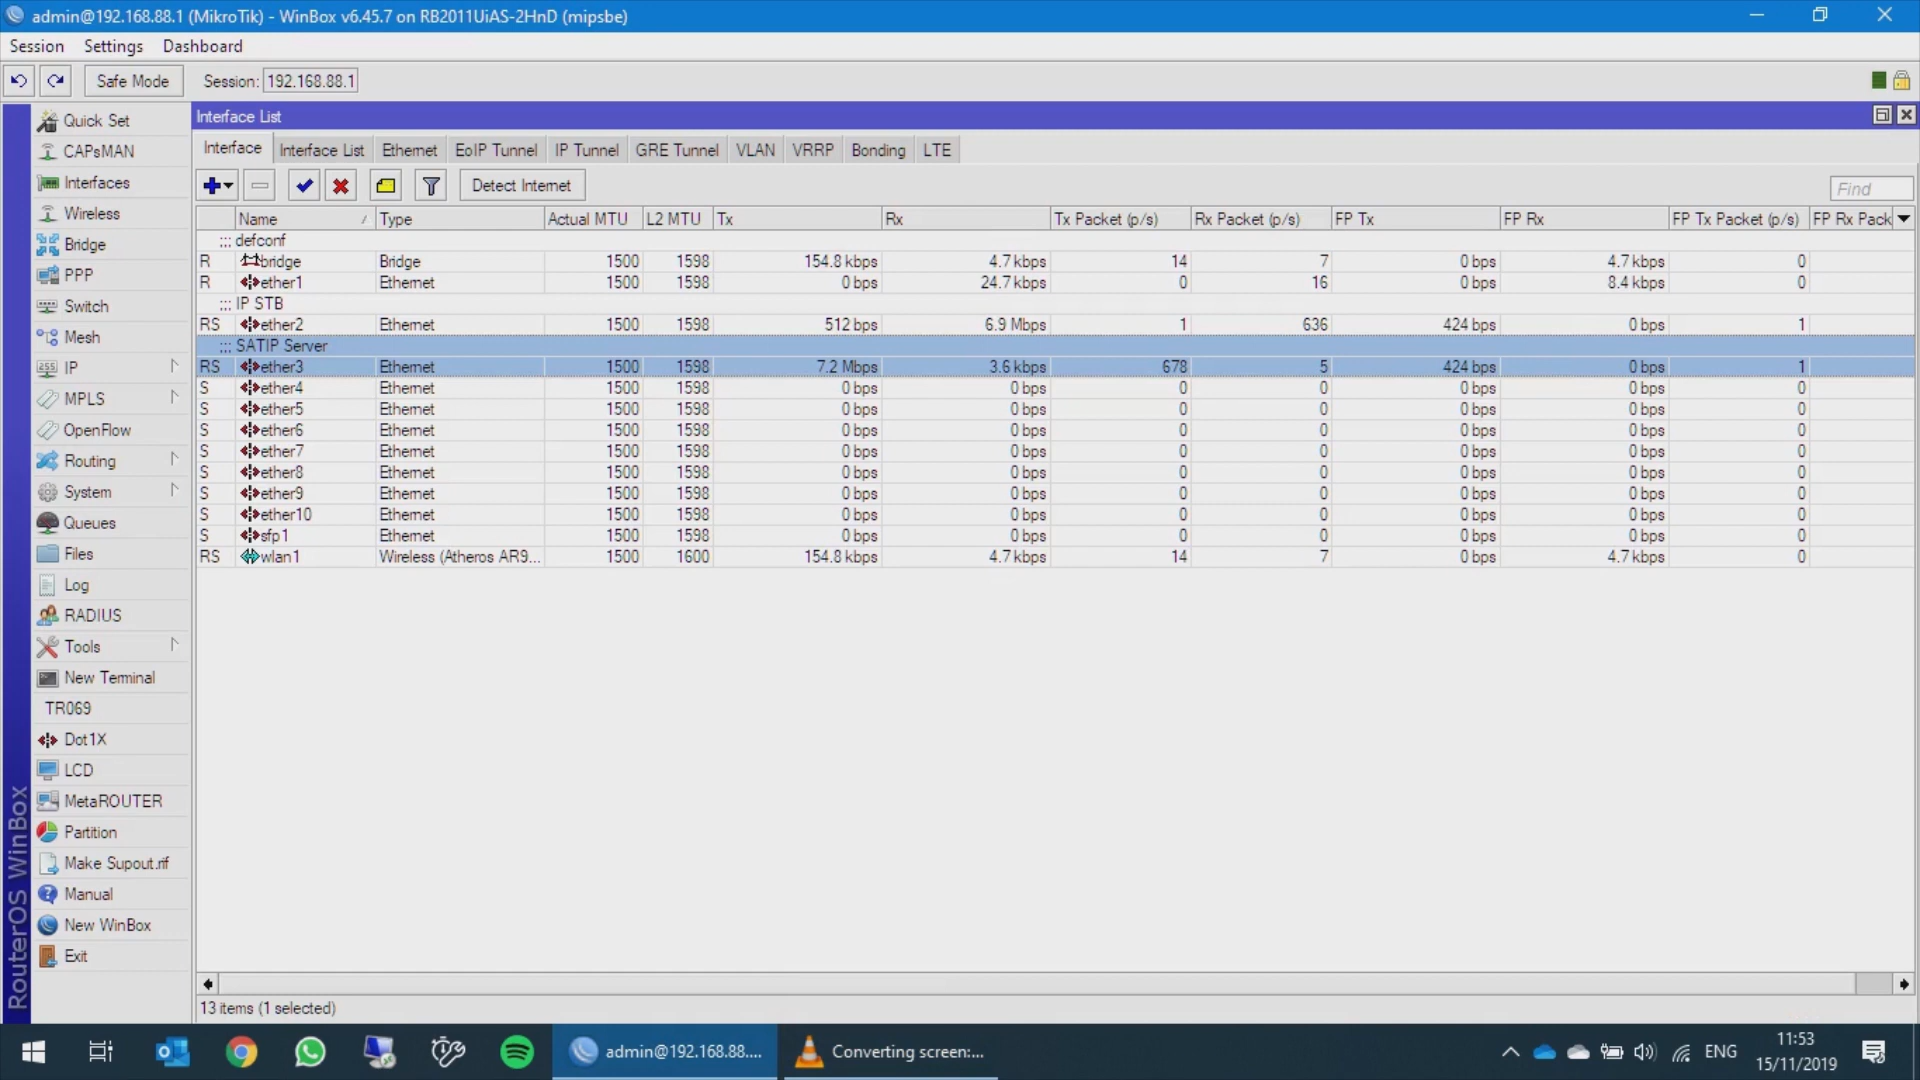 admin@192.168.88.1 (MikroTik) - WinBox v6.45.7 on RB2011UiAS-2HnD (mipsbe)
Session Settings Dashboard
Safe Mode Session: 192.168.88.1
Interface List
Interface Interface List Ethernet EoIP Tunnel IP Tunnel GRE Tunnel VLAN VRRP Bonding LTE
Detect Internet
Find
Name Type Actual MTU L2 MTU Tx Rx Tx Packet (p/s) Rx Packet (p/s) FP Tx FP Rx FP Tx Packet (p/s) FP Rx Pack
;;; defconf
R bridge Bridge 1500 1598 154.8 kbps 4.7 kbps 14 7 0 bps 4.7 kbps 0
R ether1 Ethernet 1500 1598 0 bps 24.7 kbps 0 16 0 bps 8.4 kbps 0
;;; IP STB
RS ether2 Ethernet 1500 1598 512 bps 6.9 Mbps 1 636 424 bps 0 bps 1
;;; SATIP Server
RS ether3 Ethernet 1500 1598 7.2 Mbps 3.6 kbps 678 5 424 bps 0 bps 1
S ether4 Ethernet 1500 1598 0 bps 0 bps 0 0 0 bps 0 bps 0
S ether5 Ethernet 1500 1598 0 bps 0 bps 0 0 0 bps 0 bps 0
S ether6 Ethernet 1500 1598 0 bps 0 bps 0 0 0 bps 0 bps 0
S ether7 Ethernet 1500 1598 0 bps 0 bps 0 0 0 bps 0 bps 0
S ether8 Ethernet 1500 1598 0 bps 0 bps 0 0 0 bps 0 bps 0
S ether9 Ethernet 1500 1598 0 bps 0 bps 0 0 0 bps 0 bps 0
S ether10 Ethernet 1500 1598 0 bps 0 bps 0 0 0 bps 0 bps 0
S sfp1 Ethernet 1500 1598 0 bps 0 bps 0 0 0 bps 0 bps 0
RS wlan1 Wireless (Atheros AR9... 1500 1600 154.8 kbps 4.7 kbps 14 7 0 bps 4.7 kbps 0
13 items (1 selected)
Quick Set
CAPsMAN
Interfaces
Wireless
Bridge
PPP
Switch
Mesh
IP
MPLS
OpenFlow
Routing
System
Queues
Files
Log
RADIUS
Tools
New Terminal
TR069
Dot1X
LCD
MetaROUTER
Partition
Make Supout.rif
Manual
New WinBox
Exit
RouterOS WinBox
admin@192.168.88....
Converting screen:...
ENG
11:53
15/11/2019